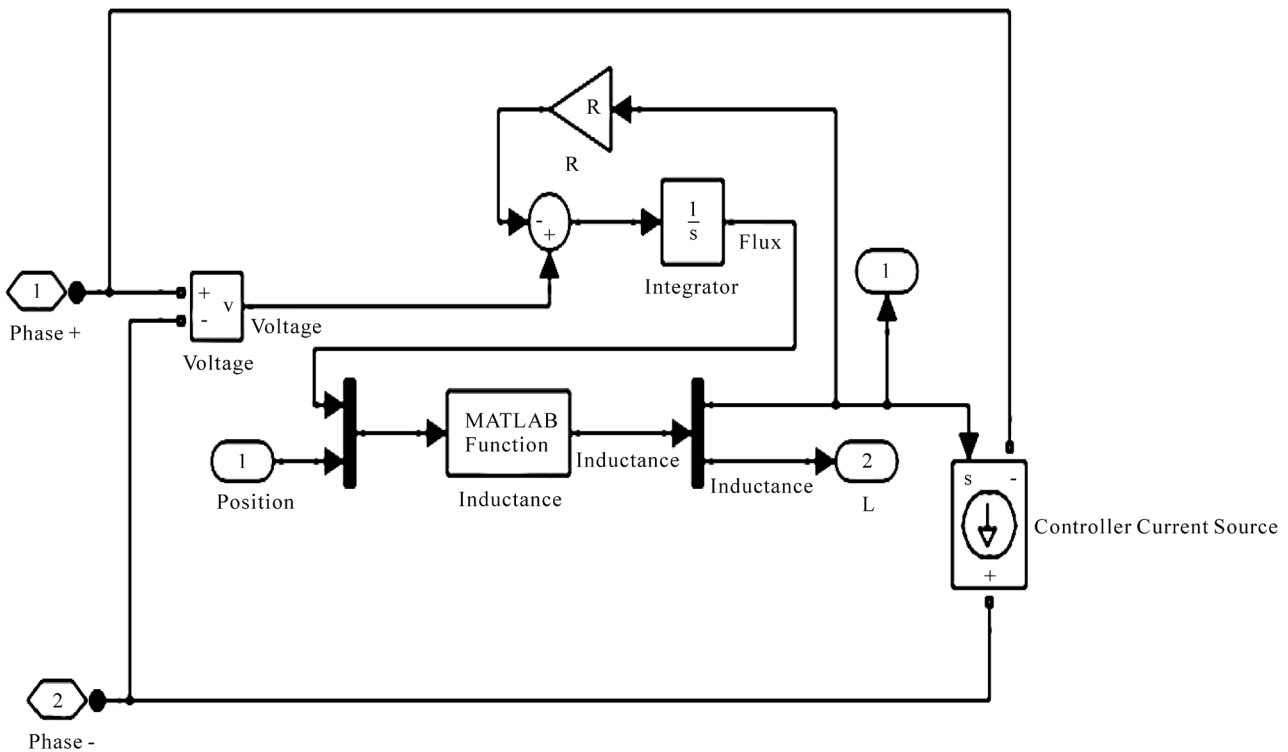 R
R
-
+
1
s
Flux
Integrator
1
1
Phase +
+
-
v
Voltage
Voltage
MATLAB
Function
Inductance
Inductance
1
Position
Inductance
2
L
s
-
+
Controller Current Source
2
Phase -